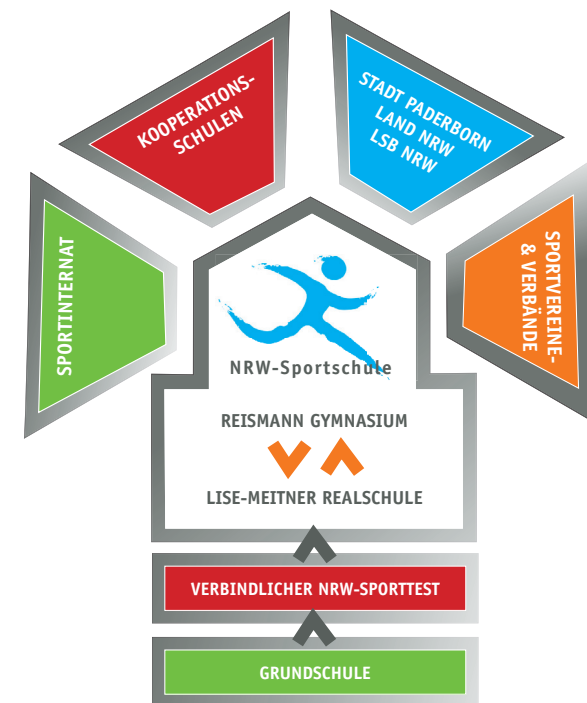 KOOPERATIONS-
SCHULEN
STADT PADERBORN
LAND NRW
LSB NRW
SPORTINTERNAT
SPORTVEREINE-
& VERBÄNDE
NRW-Sportschule
REISMANN GYMNASIUM
LISE-MEITNER REALSCHULE
VERBINDLICHER NRW-SPORTTEST
GRUNDSCHULE